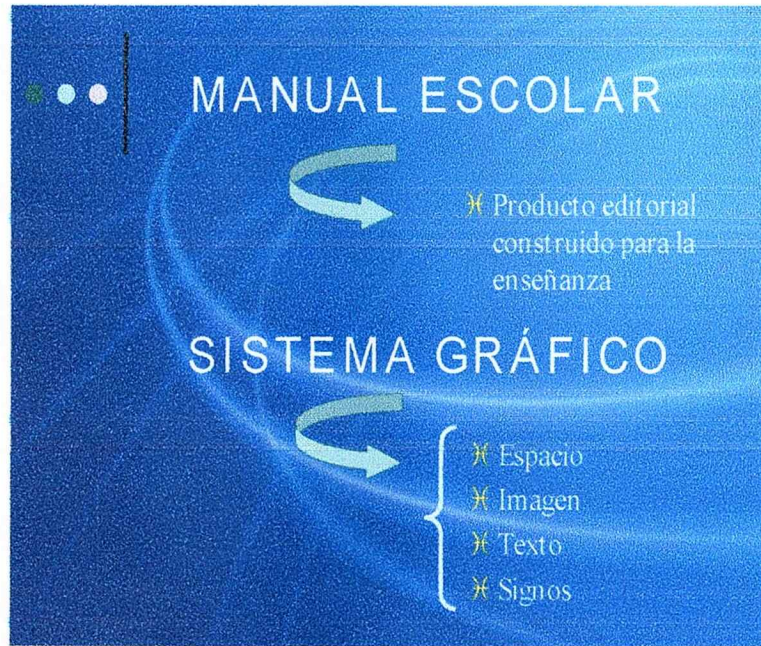 MANUAL ESCOLAR
Producto editorial
construido para la
enseñanza
SISTEMA GRÁFICO
Espacio
Imagen
Texto
Signos